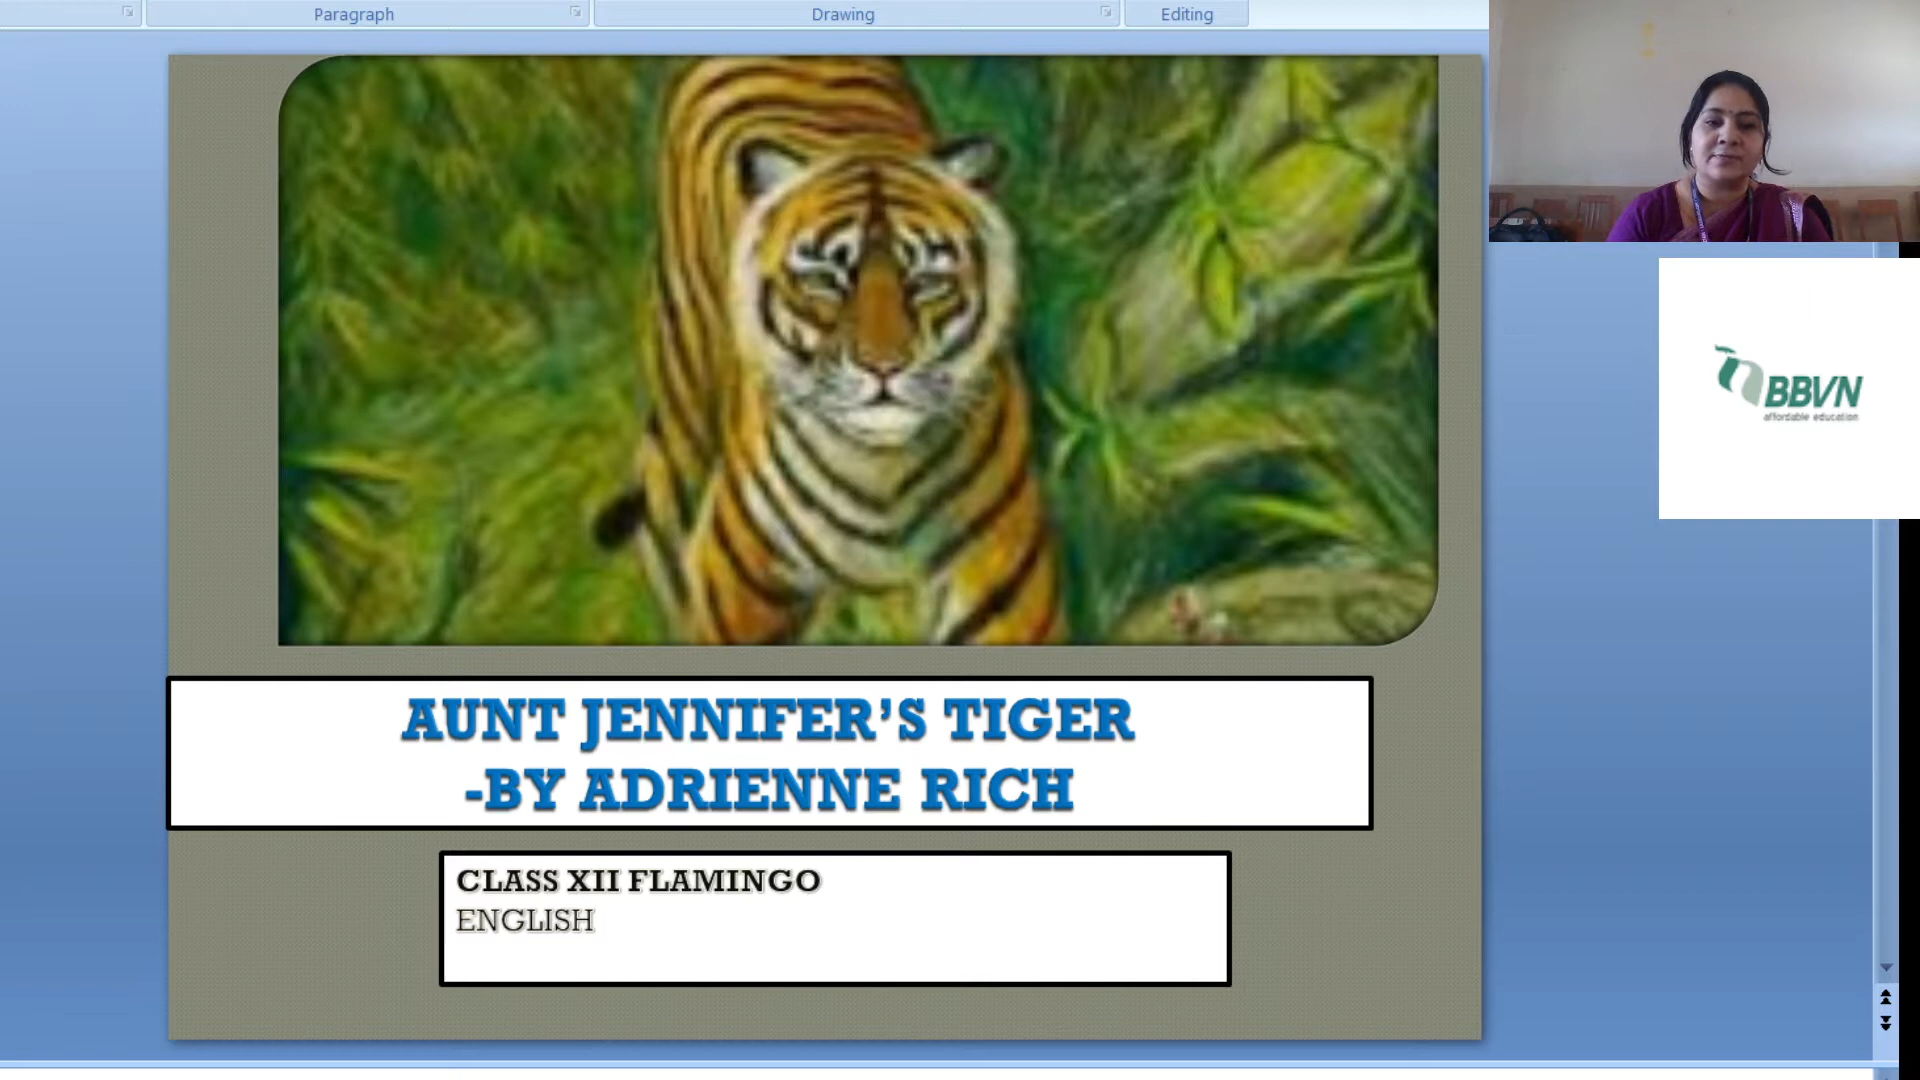 Paragraph
Drawing
Editing
BBVN
affordable education
AUNT JENNIFER’S TIGER
-BY ADRIENNE RICH
CLASS XII FLAMINGO
ENGLISH